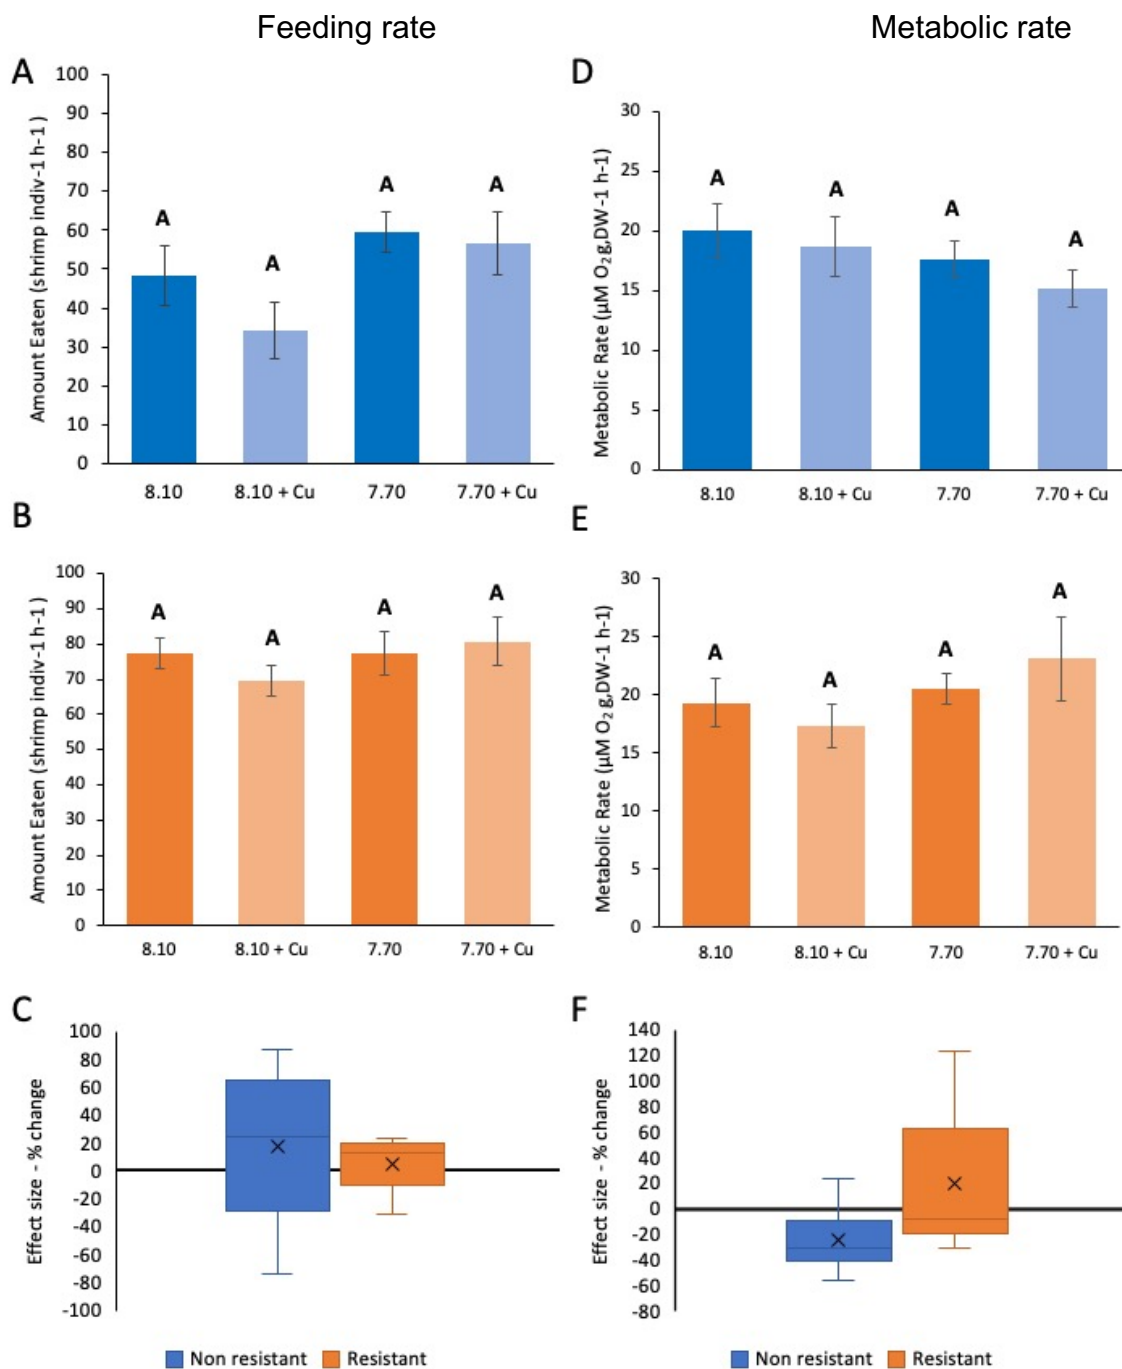 Feeding rate
Metabolic rate
A
Amount Eaten (shrimp indiv-1 h-1 )
100
90
80
70
60
50
40
30
20
10
0
A
A
A
A
8.10
8.10 + Cu
7.70
7.70 + Cu
D
Metabolic Rate (µM O₂ g,DW-1 h-1)
30
25
20
15
10
5
0
A
A
A
A
8.10
8.10 + Cu
7.70
7.70 + Cu
B
Amount Eaten (shrimp indiv-1 h-1 )
100
90
80
70
60
50
40
30
20
10
0
A
A
A
A
8.10
8.10 + Cu
7.70
7.70 + Cu
E
Metabolic Rate (µM O₂ g,DW-1 h-1)
30
25
20
15
10
5
0
A
A
A
A
8.10
8.10 + Cu
7.70
7.70 + Cu
C
Effect size - % change
100
80
60
40
20
0
-20
-40
-60
-80
-100
Non resistant
Resistant
F
Effect size - % change
140
120
100
80
60
40
20
0
-20
-40
-60
-80
Non resistant
Resistant